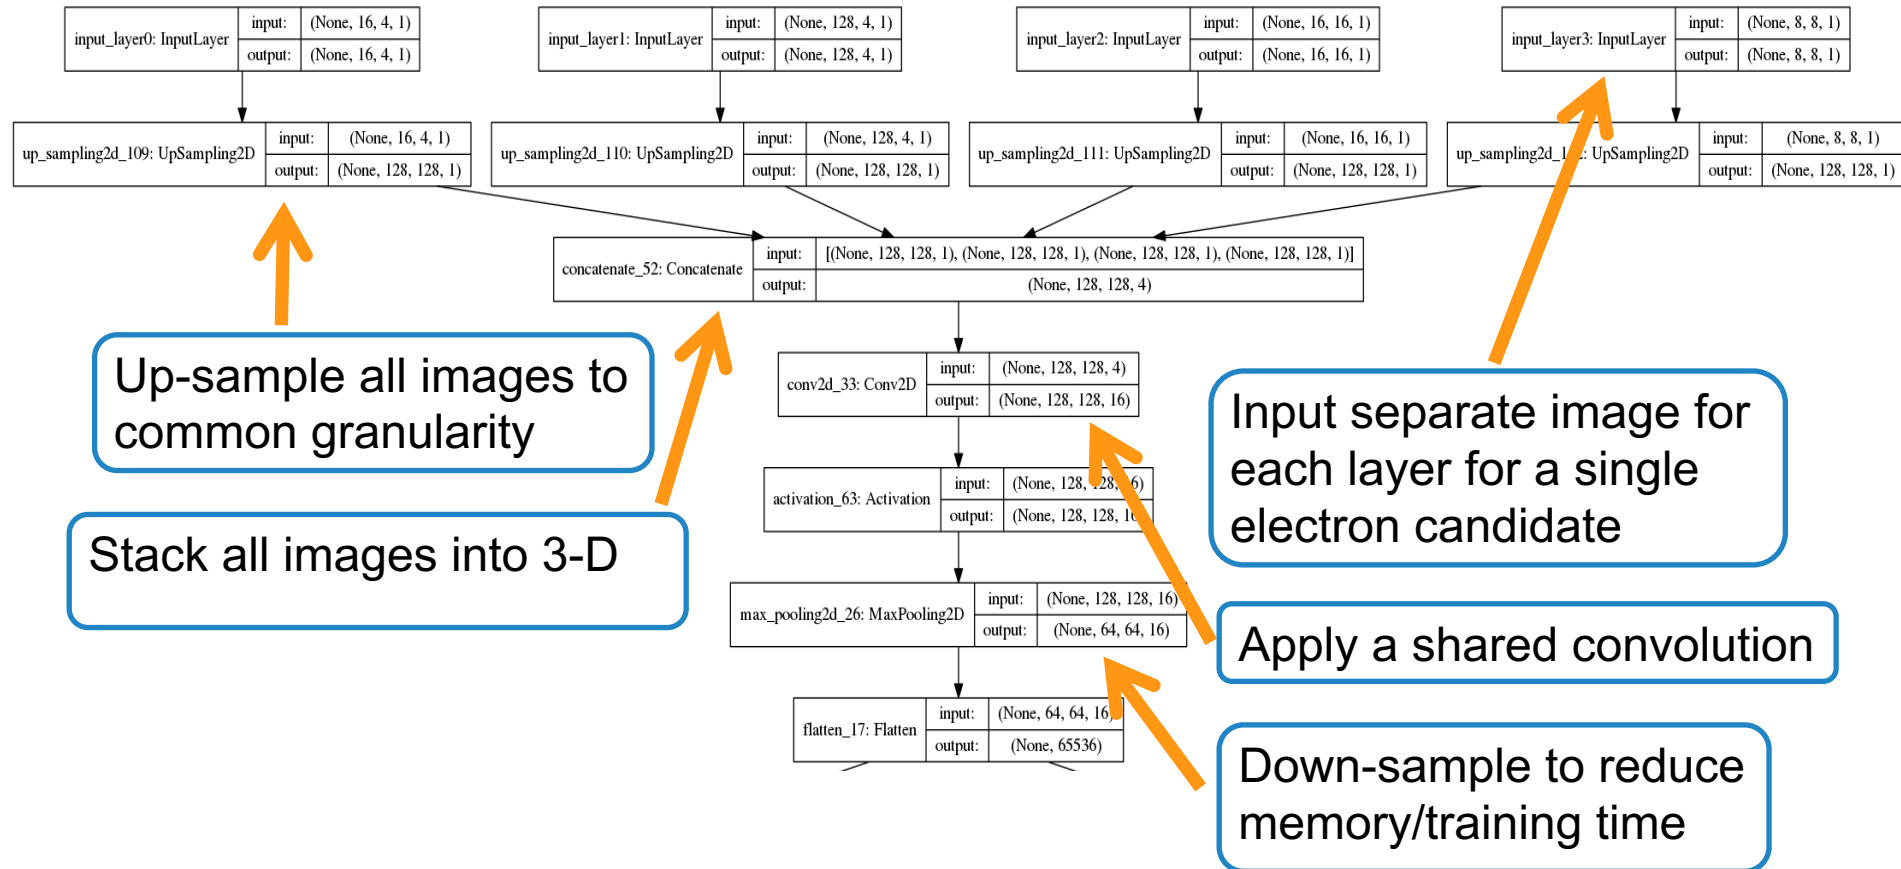 input_layer0: InputLayer
input: (None, 16, 4, 1)
output: (None, 16, 4, 1)
input_layer1: InputLayer
input: (None, 128, 4, 1)
output: (None, 128, 4, 1)
input_layer2: InputLayer
input: (None, 16, 16, 1)
output: (None, 16, 16, 1)
input_layer3: InputLayer
input: (None, 8, 8, 1)
output: (None, 8, 8, 1)
up_sampling2d_109: UpSampling2D
input: (None, 16, 4, 1)
output: (None, 128, 128, 1)
up_sampling2d_110: UpSampling2D
input: (None, 128, 4, 1)
output: (None, 128, 128, 1)
up_sampling2d_111: UpSampling2D
input: (None, 16, 16, 1)
output: (None, 128, 128, 1)
UpSampling2D
input: (None, 8, 8, 1)
output: (None, 128, 128, 1)
concatenate_52: Concatenate
input: [(None, 128, 128, 1), (None, 128, 128, 1), (None, 128, 128, 1), (None, 128, 128, 1)]
output: (None, 128, 128, 4)
Up-sample all images to
common granularity
conv2d_33: Conv2D
input: (None, 128, 128, 4)
output: (None, 128, 128, 16)
Input separate image for
each layer for a single
electron candidate
activation_63: Activation
input: (None, 128, 128, 16)
output: (None, 128, 128, 16)
Stack all images into 3-D
max_pooling2d_26: MaxPooling2D
input: (None, 128, 128, 16)
output: (None, 64, 64, 16)
Apply a shared convolution
flatten_17: Flatten
input: (None, 64, 64, 16)
output: (None, 65536)
Down-sample to reduce
memory/training time